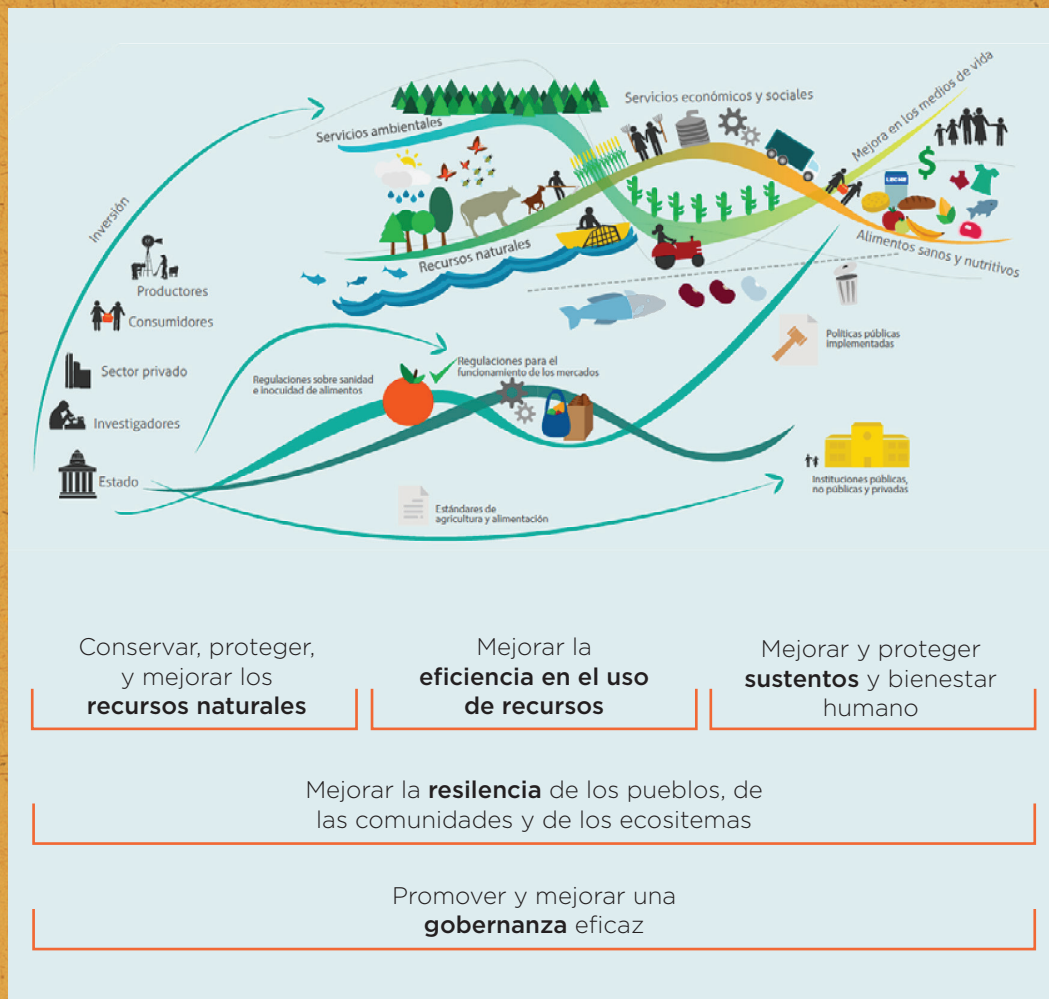 Servicios ambientales
Servicios económicos y sociales
Mejora en los medios de vida
Inversión
LECHE
Recursos naturales
Alimentos sanos y nutritivos
Productores
Consumidores
Sector privado
Investigadores
Estado
Regulaciones sobre sanidad
e inocuidad de alimentos
Regulaciones para el
funcionamiento de los mercados
Políticas públicas
implementadas
Estándares de
agricultura y alimentación
Instituciones públicas,
no públicas y privadas
$
Conservar, proteger,
y mejorar los
recursos naturales
Mejorar la
eficiencia en el uso
de recursos
Mejorar y proteger
sustentos y bienestar
humano
Mejorar la resilencia de los pueblos, de
las comunidades y de los ecositemas
Promover y mejorar una
gobernanza eficaz